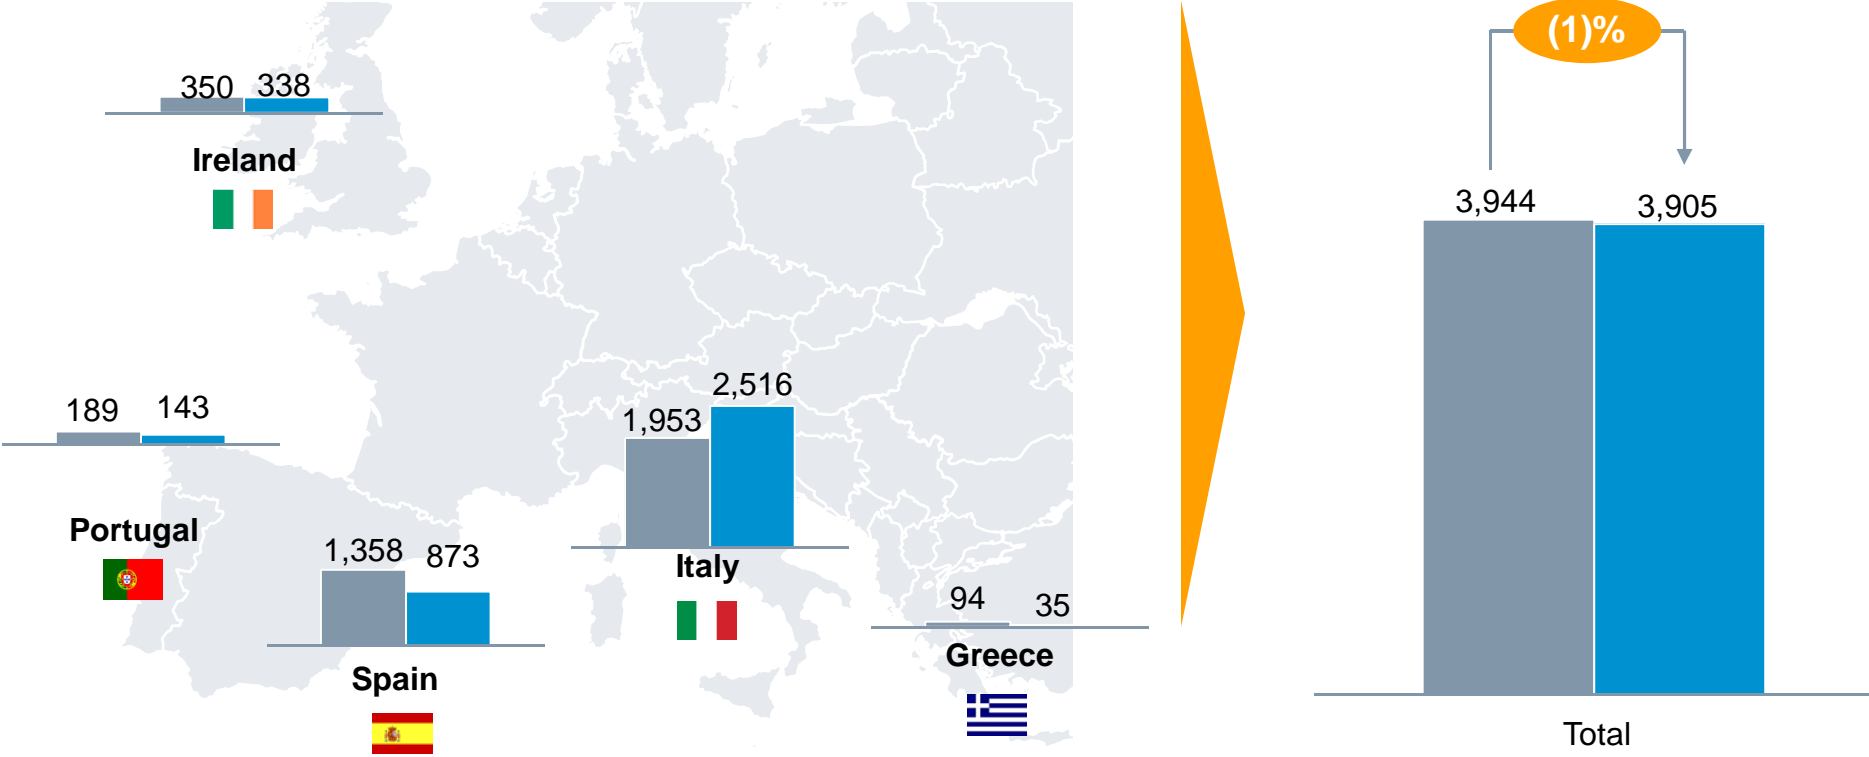 (1)%
350 338
Ireland
3,944
3,905
2,516
1,953
189 143
Portugal
1,358 873
Italy
94 35
Greece
Spain
Total